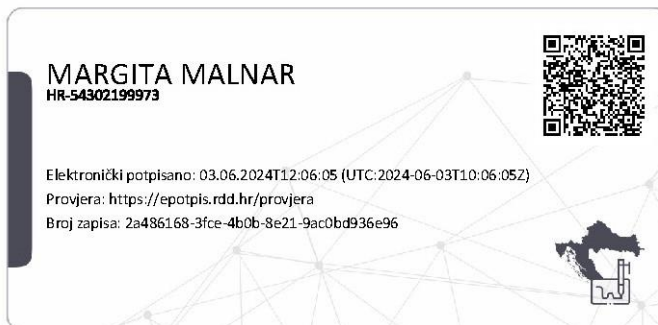 MARGITA MALNAR
HR-54302199973
Elektronički potpisano: 03.06.2024T12:06:05 (UTC:2024-06-03T10:06:05Z)
Provjera: https://epotpis.rdd.hr/provjera
Broj zapisa: 2a486168-3fce-4b0b-8e21-9ac0bd936e96